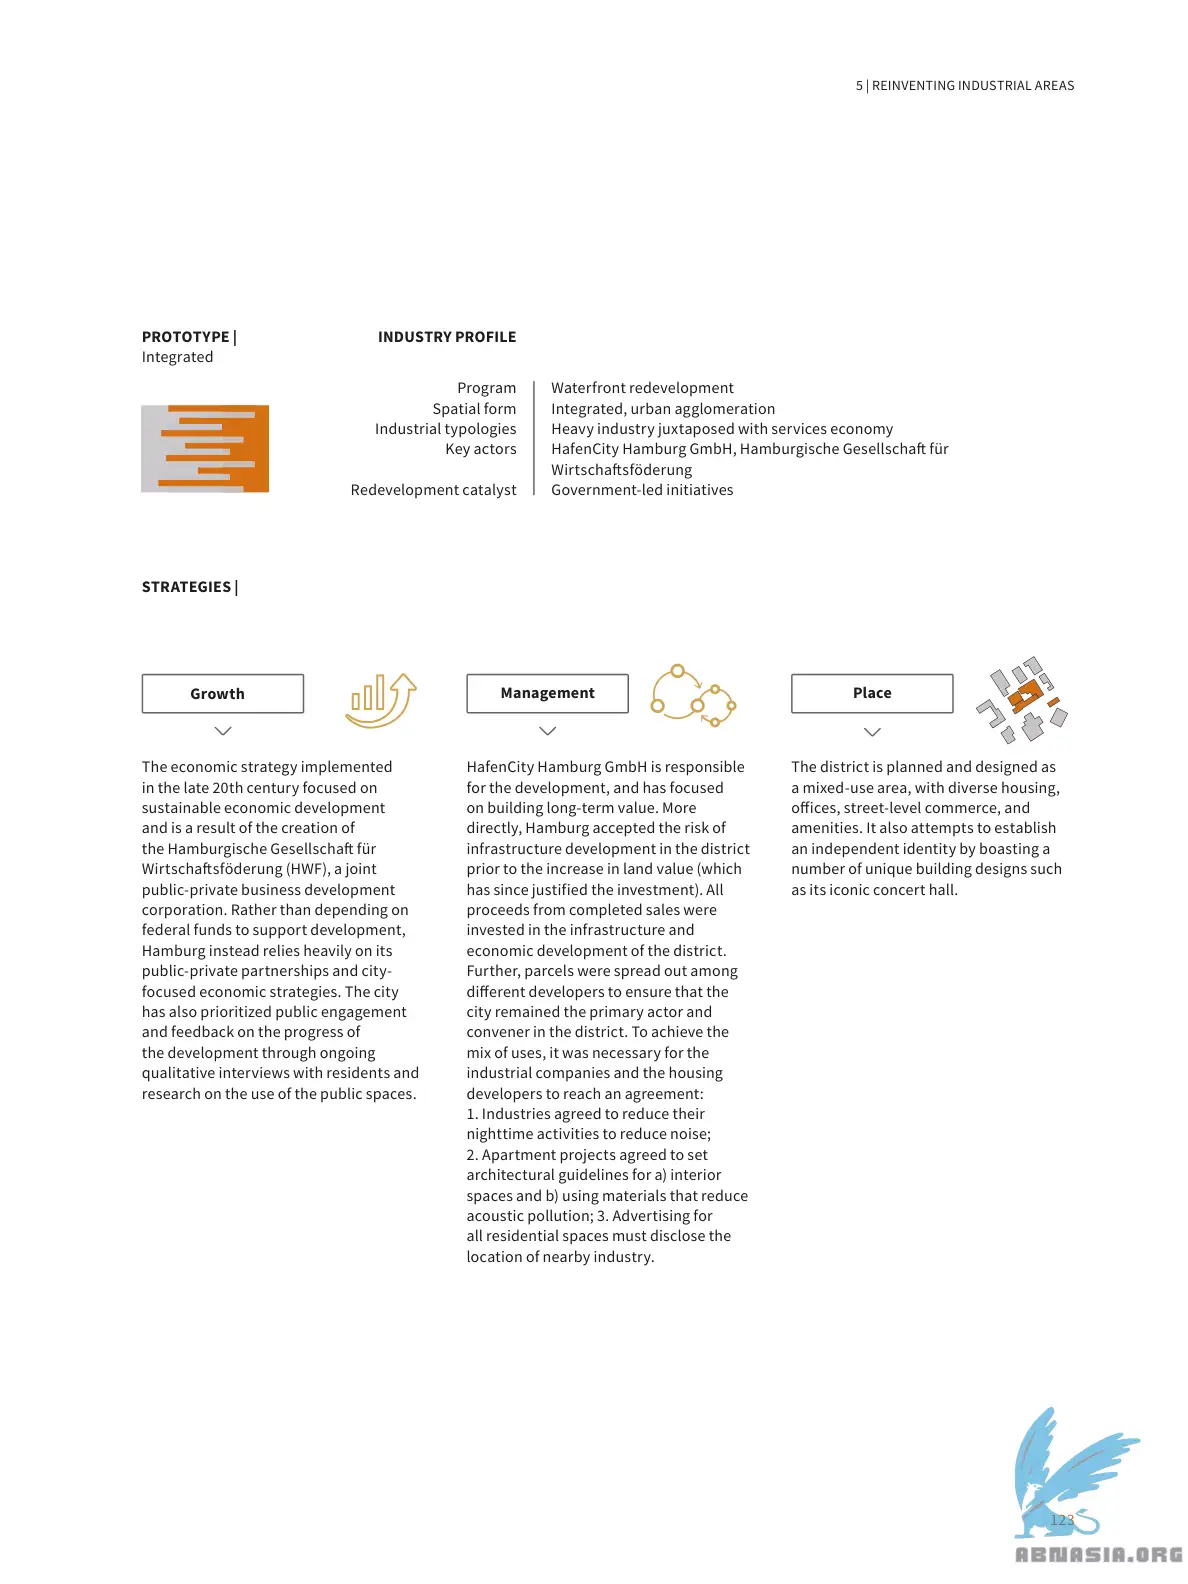 5 | REINVENTING INDUSTRIAL AREAS
PROTOTYPE |
Integrated
INDUSTRY PROFILE
Program
Waterfront redevelopment
Spatial form
Integrated, urban agglomeration
Industrial typologies
Heavy industry juxtaposed with services economy
Key actors
HafenCity Hamburg GmbH, Hamburgische Gesellschaft für
Wirtschaftsföderung
Redevelopment catalyst
Government-led initiatives
STRATEGIES |
Growth
The economic strategy implemented
in the late 20th century focused on
sustainable economic development
and is a result of the creation of
the Hamburgische Gesellschaft für
Wirtschaftsföderung (HWF), a joint
public-private business development
corporation. Rather than depending on
federal funds to support development,
Hamburg instead relies heavily on its
public-private partnerships and city-
focused economic strategies. The city
has also prioritized public engagement
and feedback on the progress of
the development through ongoing
qualitative interviews with residents and
research on the use of the public spaces.
Management
HafenCity Hamburg GmbH is responsible
for the development, and has focused
on building long-term value. More
directly, Hamburg accepted the risk of
infrastructure development in the district
prior to the increase in land value (which
has since justified the investment). All
proceeds from completed sales were
invested in the infrastructure and
economic development of the district.
Further, parcels were spread out among
different developers to ensure that the
city remained the primary actor and
convener in the district. To achieve the
mix of uses, it was necessary for the
industrial companies and the housing
developers to reach an agreement:
1. Industries agreed to reduce their
nighttime activities to reduce noise;
2. Apartment projects agreed to set
architectural guidelines for a) interior
spaces and b) using materials that reduce
acoustic pollution; 3. Advertising for
all residential spaces must disclose the
location of nearby industry.
Place
The district is planned and designed as
a mixed-use area, with diverse housing,
offices, street-level commerce, and
amenities. It also attempts to establish
an independent identity by boasting a
number of unique building designs such
as its iconic concert hall.
123
ABNASIA.ORG